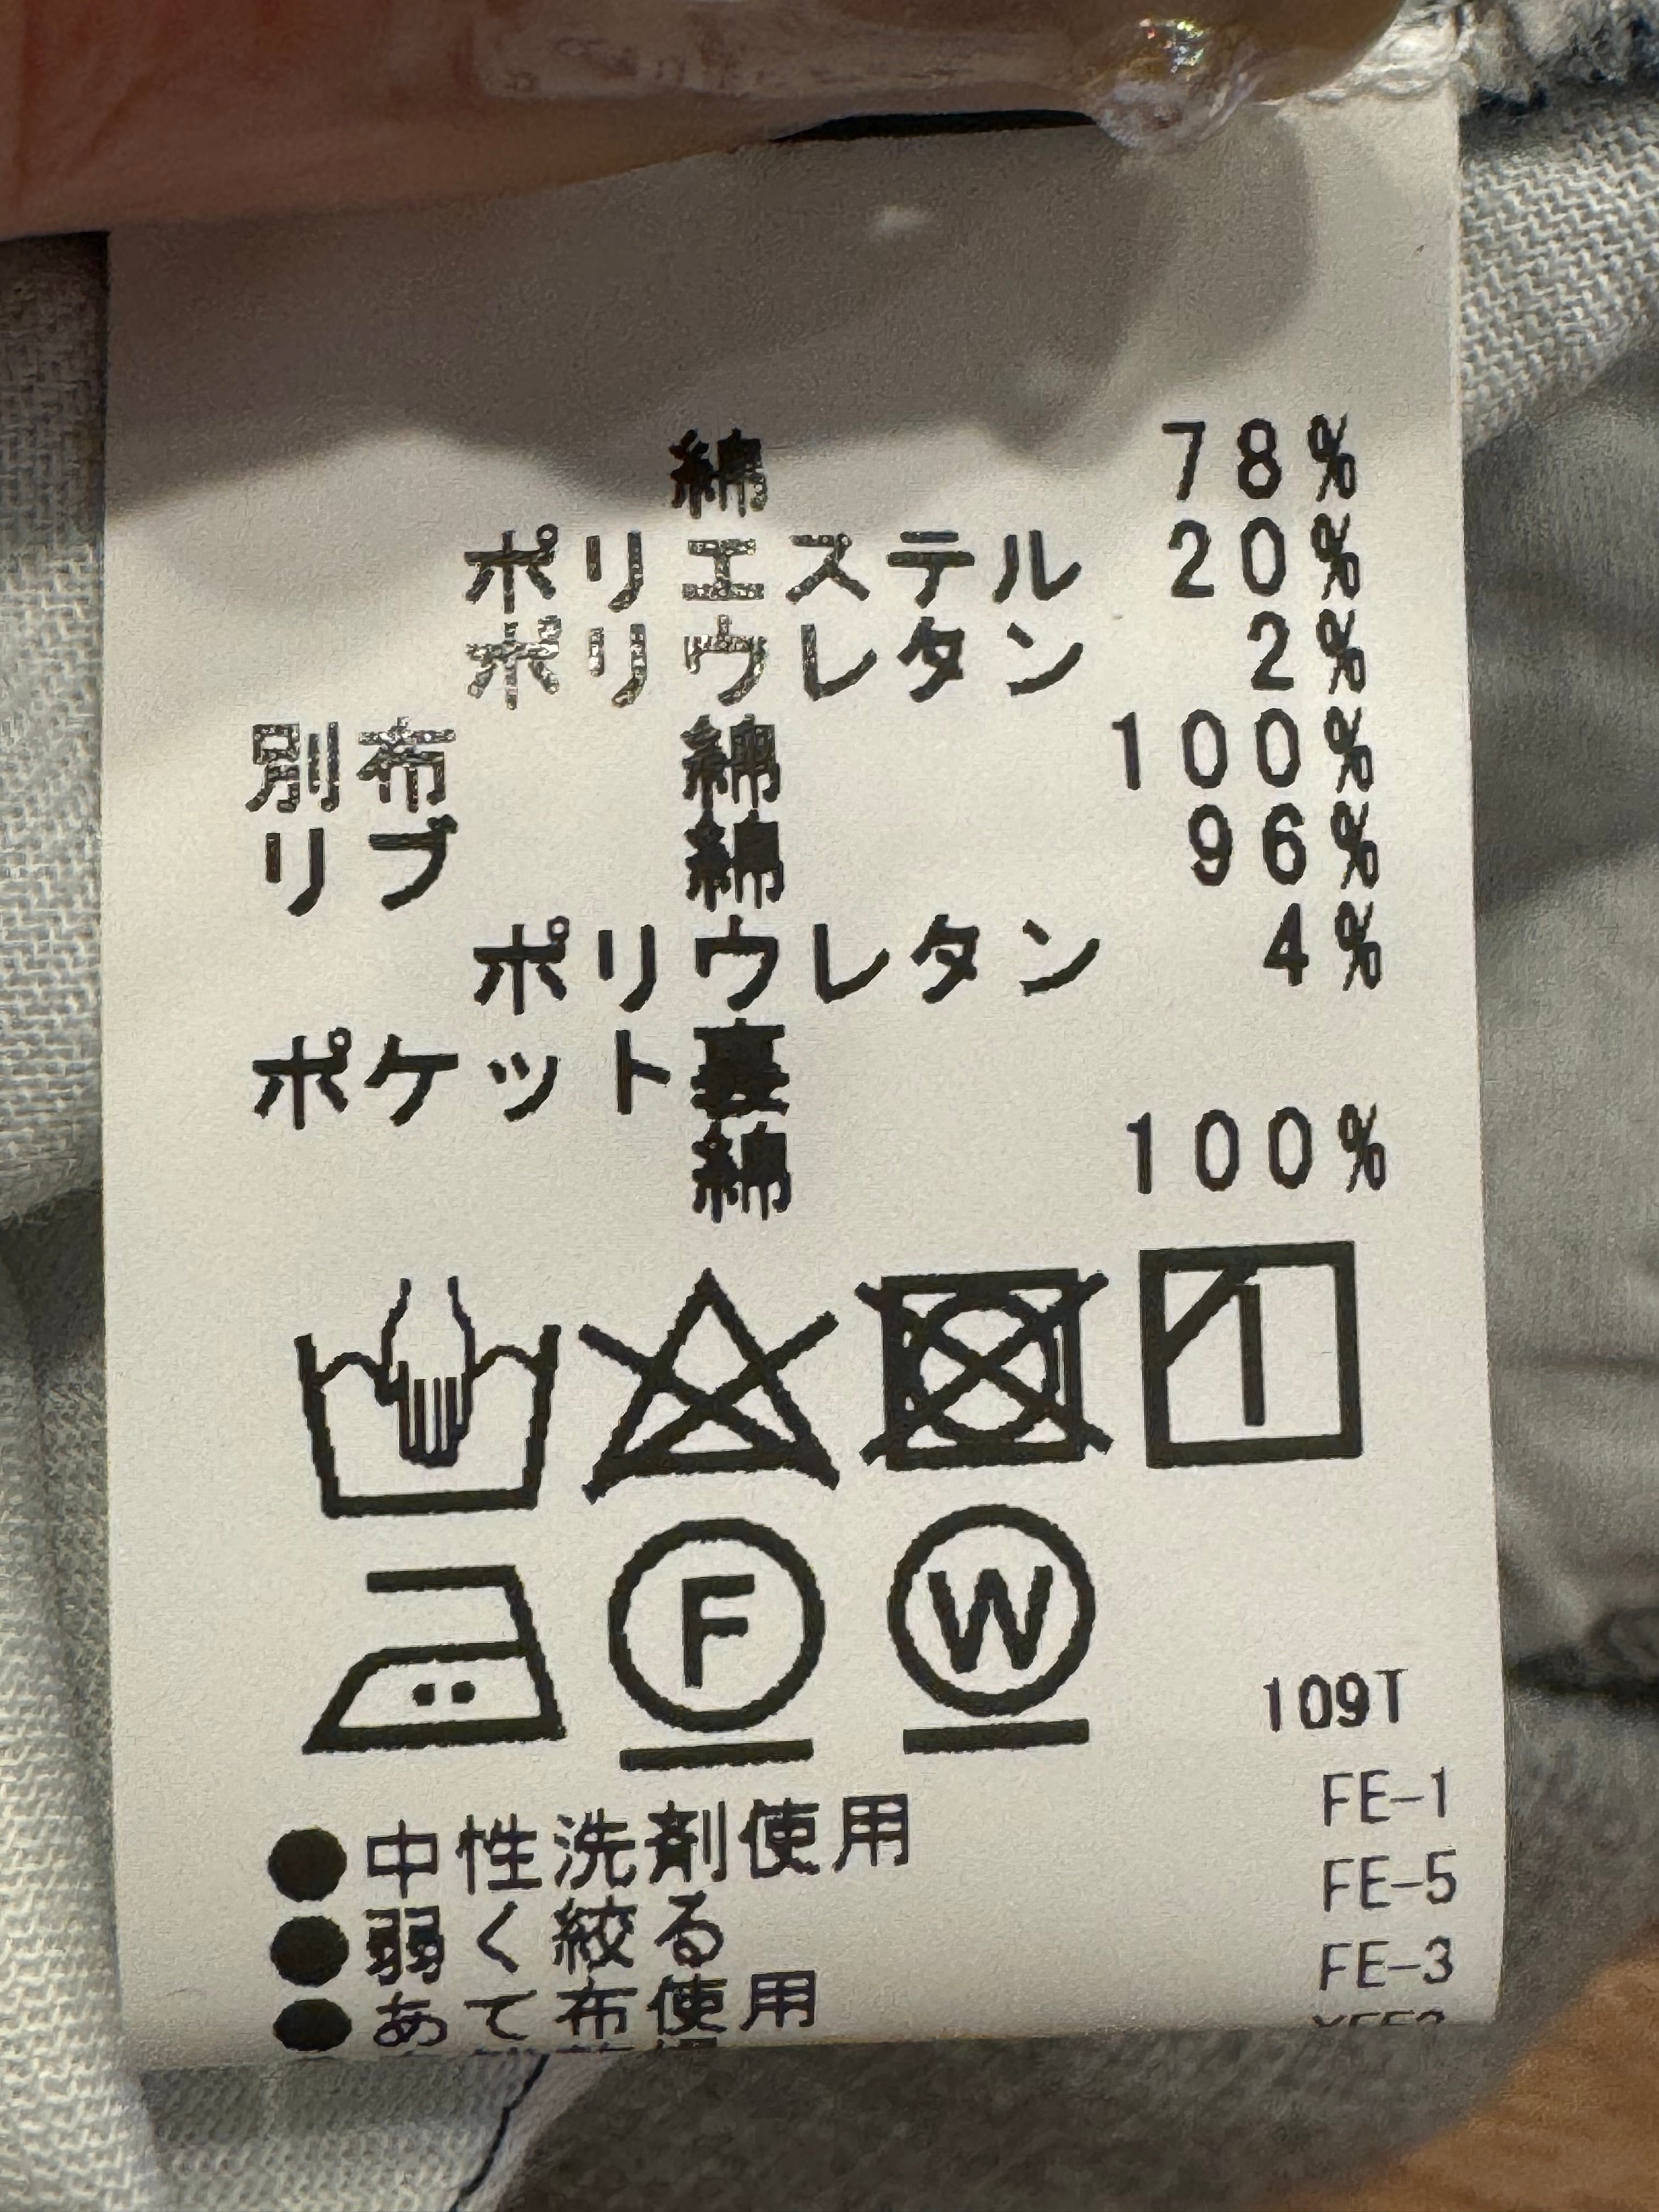 綿 78%
ポリエステル 20%
ポリウレタン 2%
別布 綿 100%
リブ 綿 96%
ポリウレタン 4%
ポケット裏
綿 100%
F W
109T
FE-1
●中性洗剤使用
FE-5
●弱く絞る
FE-3
●あて布使用